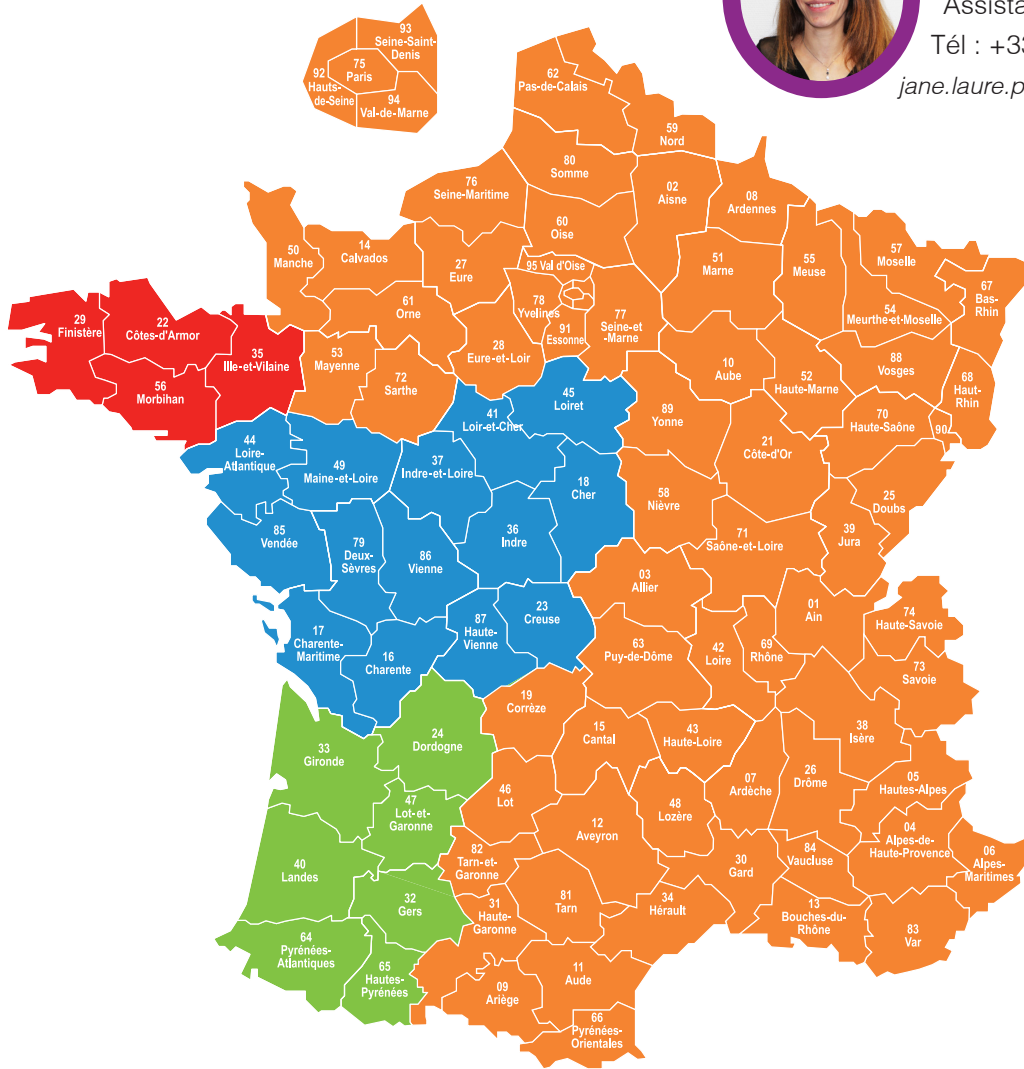 Assista
Tél : +33
jane.laure.p
93
Seine-Saint-
Denis
75
Paris
92
Hauts-
de-Seine
94
Val-de-Marne
62
Pas-de-Calais
59
Nord
80
Somme
02
Aisne
08
Ardennes
76
Seine-Maritime
60
Oise
50
Manche
14
Calvados
27
Eure
95 Val d'Oise
51
Marne
55
Meuse
57
Moselle
67
Bas-
Rhin
61
Orne
78
Yvelines
91
Essonne
77
Seine-et
-Marne
54
Meurthe-et-Moselle
29
Finistère
22
Côtes-d'Armor
35
Ille-et-Vilaine
56
Morbihan
53
Mayenne
72
Sarthe
28
Eure-et-Loir
10
Aube
52
Haute-Marne
88
Vosges
68
Haut-
Rhin
45
Loiret
41
Loir-et-Cher
89
Yonne
70
Haute-Saône
90
44
Loire-
Atlantique
49
Maine-et-Loire
37
Indre-et-Loire
18
Cher
21
Côte-d'Or
58
Nièvre
25
Doubs
85
Vendée
79
Deux-
Sèvres
86
Vienne
36
Indre
71
Saône-et-Loire
39
Jura
03
Allier
01
Ain
74
Haute-Savoie
17
Charente-
Maritime
16
Charente
87
Haute-
Vienne
23
Creuse
63
Puy-de-Dôme
42
Loire
69
Rhône
73
Savoie
19
Corrèze
24
Dordogne
33
Gironde
15
Cantal
43
Haute-Loire
38
Isère
07
Ardèche
26
Drôme
05
Hautes-Alpes
47
Lot-et-
Garonne
46
Lot
48
Lozère
12
Aveyron
04
Alpes-de-
Haute-Provence
06
Alpes-
Maritimes
40
Landes
82
Tarn-et-
Garonne
30
Gard
84
Vaucluse
32
Gers
31
Haute-
Garonne
81
Tarn
34
Hérault
13
Bouches-du-
Rhône
83
Var
64
Pyrénées-
Atlantiques
65
Hautes-
Pyrénées
09
Ariège
11
Aude
66
Pyrénées-
Orientales